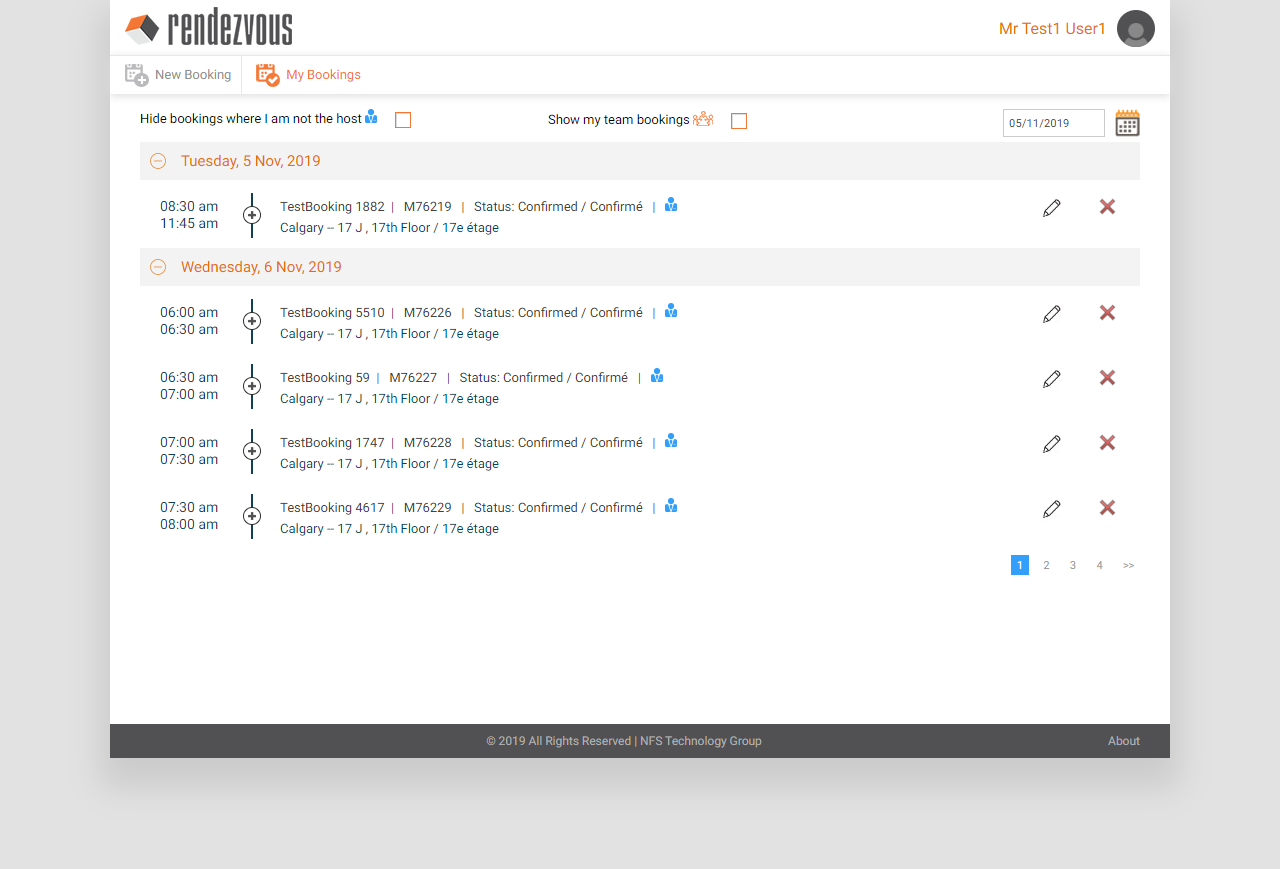 rendezvous
Mr Test1 User1
New Booking
My Bookings
Hide bookings where I am not the host
Show my team bookings
05/11/2019
Tuesday, 5 Nov, 2019
08:30 am
11:45 am
TestBooking 1882 | M76219 | Status: Confirmed / Confirmé |
Calgary -- 17 J , 17th Floor / 17e étage
Wednesday, 6 Nov, 2019
06:00 am
06:30 am
TestBooking 5510 | M76226 | Status: Confirmed / Confirmé |
Calgary -- 17 J , 17th Floor / 17e étage
06:30 am
07:00 am
TestBooking 59 | M76227 | Status: Confirmed / Confirmé |
Calgary -- 17 J , 17th Floor / 17e étage
07:00 am
07:30 am
TestBooking 1747 | M76228 | Status: Confirmed / Confirmé |
Calgary -- 17 J , 17th Floor / 17e étage
07:30 am
08:00 am
TestBooking 4617 | M76229 | Status: Confirmed / Confirmé |
Calgary -- 17 J , 17th Floor / 17e étage
1 2 3 4 >>
© 2019 All Rights Reserved | NFS Technology Group
About